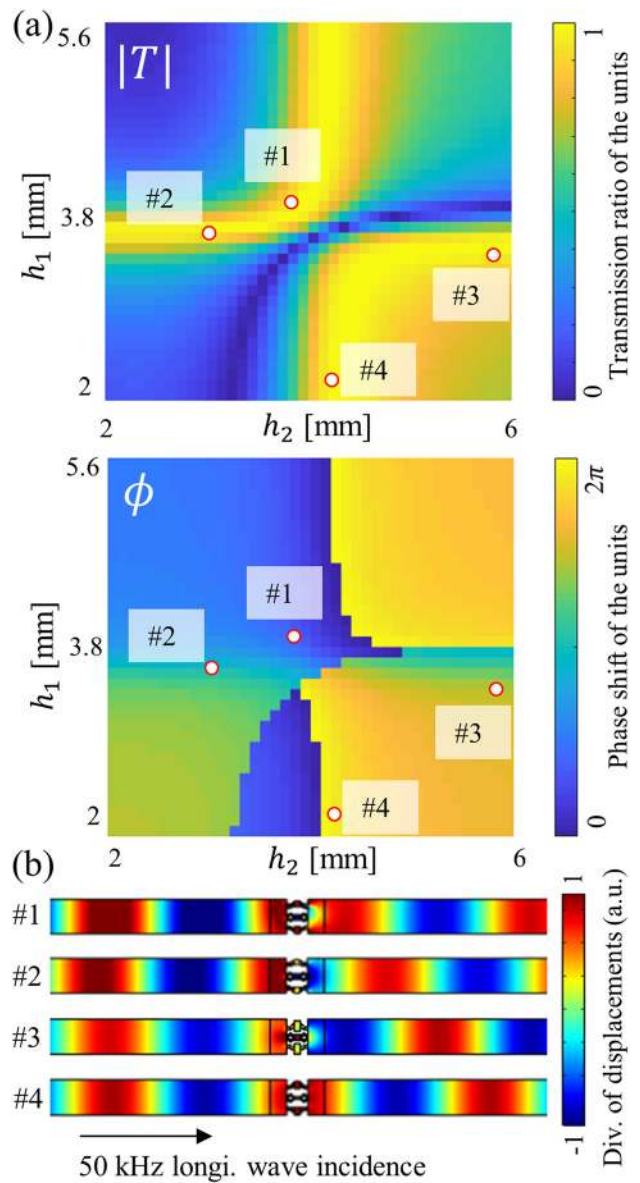 (a)
5.6
|T|
#1
#2
3.8
h₁ [mm]
#3
#4
2
2
h₂ [mm]
6
1
0
Transmission ratio of the units
5.6
ϕ
#1
#2
3.8
h₁ [mm]
#3
#4
2
2
h₂ [mm]
6
2π
0
Phase shift of the units
(b)
#1
#2
#3
#4
1
-1
Div. of displacements (a.u.)
50 kHz longi. wave incidence